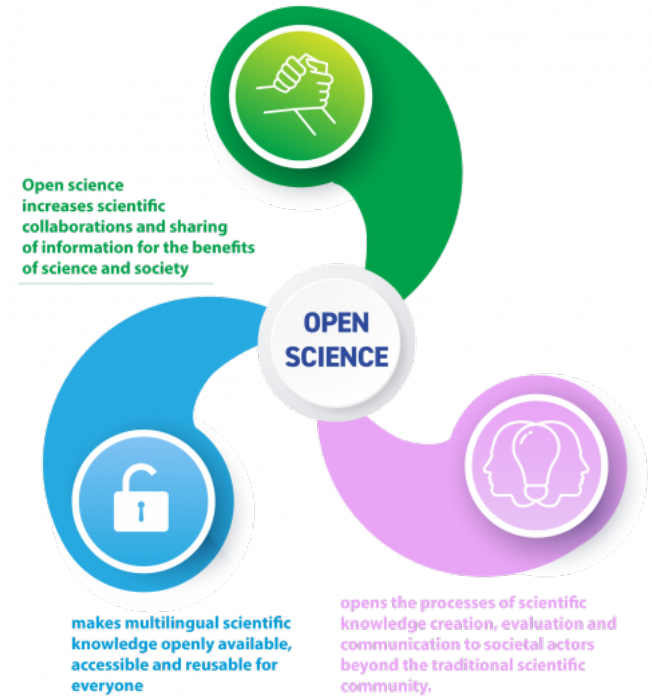 Open science
increases scientific
collaborations and sharing
of information for the benefits
of science and society
OPEN
SCIENCE
makes multilingual scientific
knowledge openly available,
accessible and reusable for
everyone
opens the processes of scientific
knowledge creation, evaluation and
communication to societal actors
beyond the traditional scientific
community.